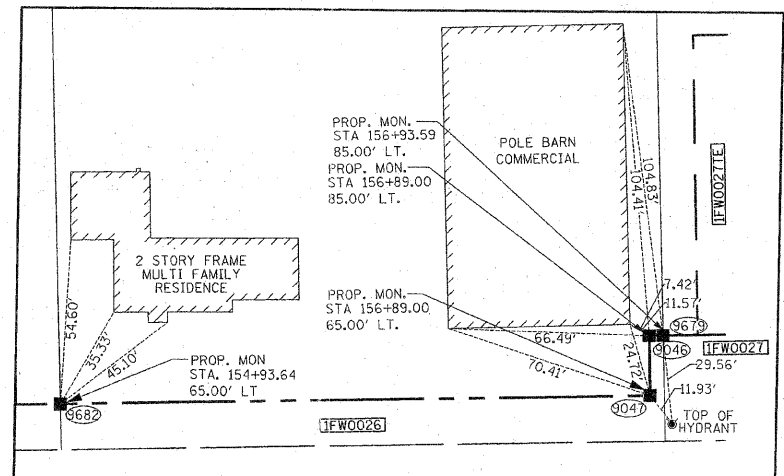 PROP. MON.
STA 156+93.59
85.00' LT.
PROP. MON.
STA 156+89.00
85.00' LT.
POLE BARN
COMMERCIAL
104.83'
104.41'
1FW0027TE
2 STORY FRAME
MULTI FAMILY
RESIDENCE
54.60'
35.33'
45.10'
PROP. MON.
STA 156+89.00
65.00' LT.
7.42'
11.57'
66.49'
70.41'
24.72'
9679
9046
1FW0027
29.56'
11.93'
PROP. MON
STA. 154+93.64
65.00' LT
9682
9047
1FW0026
TOP OF
HYDRANT